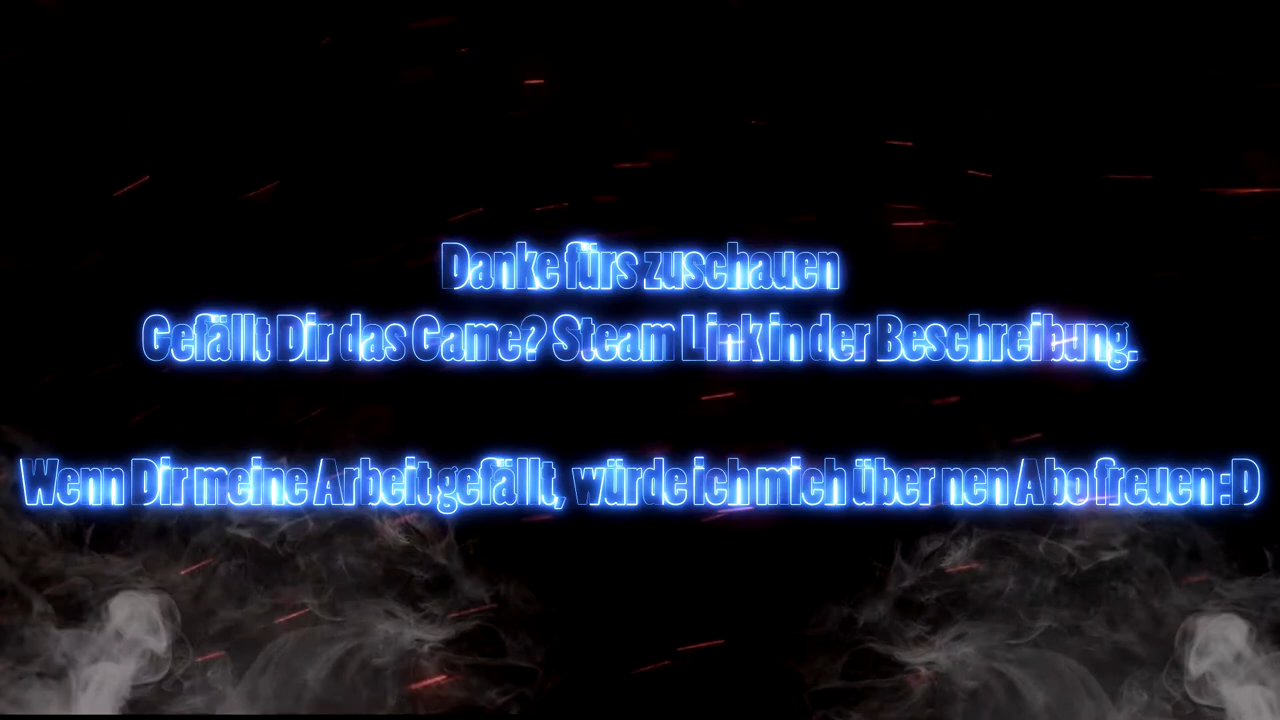 Danke fürs zuschauen
Gefällt Dir das Game? Steam Link in der Beschreibung.
Wenn Dir meine Arbeit gefällt, würde ich mich über nen Abo freuen :D